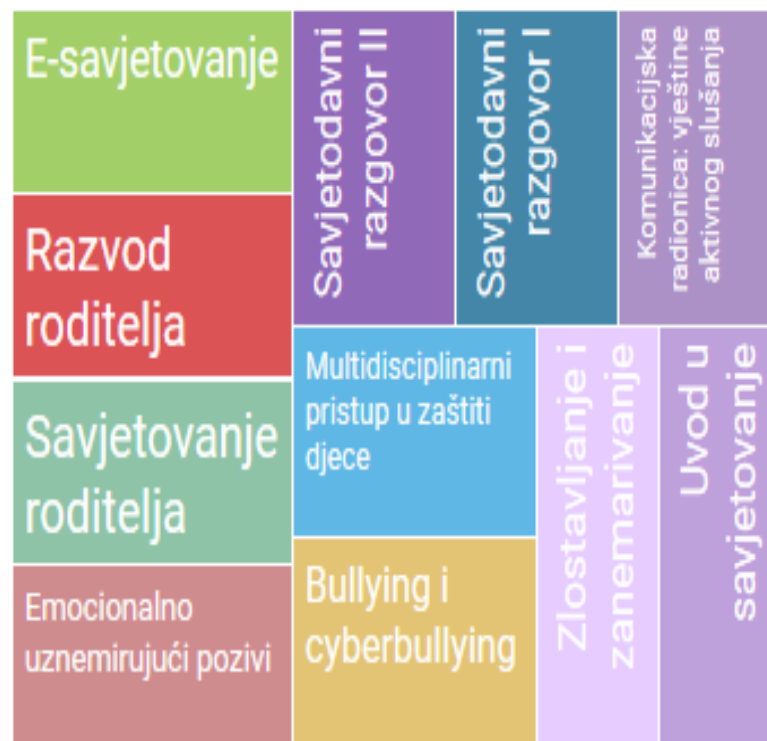 E-savjetovanje
Razvod
roditelja
Savjetovanje
roditelja
Emocionalno
uznemirujući pozivi
Savjetodavni
razgovor II
Savjetodavni
razgovor I
Komunikacijska
radionica: vještine
aktivnog slušanja
Multidisciplinarni
pristup u zaštiti
djece
Bullying i
cyberbullying
Zlostavljanje i
zanemarivanje
Uvod u
savjetovanje